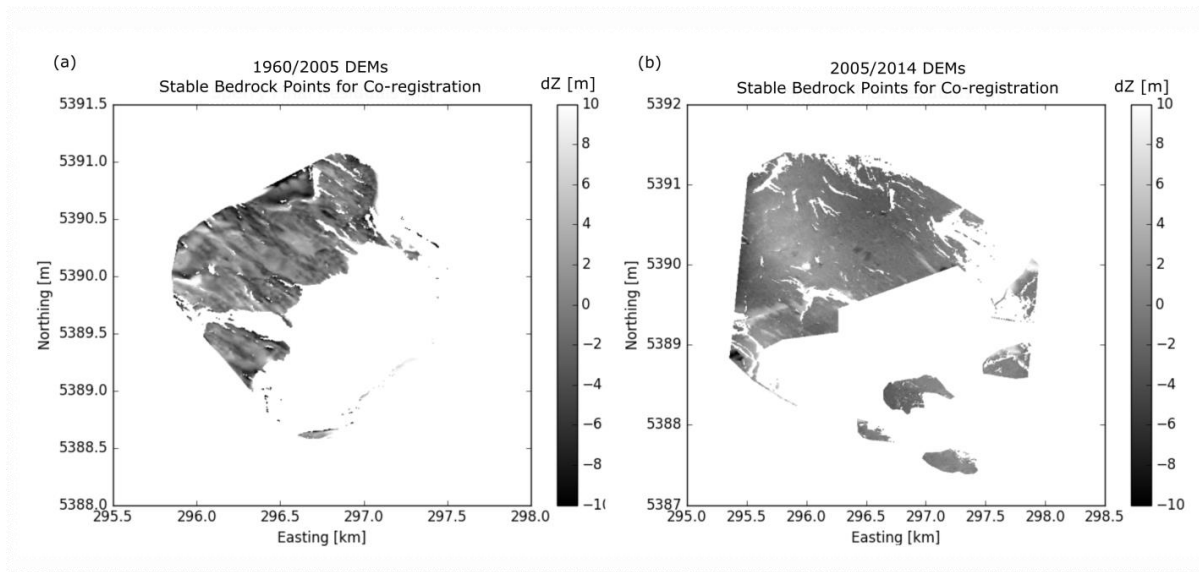 (a)
1960/2005 DEMs
Stable Bedrock Points for Co-registration
dZ [m]
5391.5
5391.0
5390.5
5390.0
5389.5
5389.0
5388.5
5388.0
Northing [m]
295.5 296.0 296.5 297.0 297.5 298.0
Easting [km]
10
8
6
4
2
0
−2
−4
−6
−8
−10
(b)
2005/2014 DEMs
Stable Bedrock Points for Co-registration
dZ [m]
5392
5391
5390
5389
5388
5387
Northing [m]
295.0 295.5 296.0 296.5 297.0 297.5 298.0 298.5
Easting [km]
10
8
6
4
2
0
−2
−4
−6
−8
−10